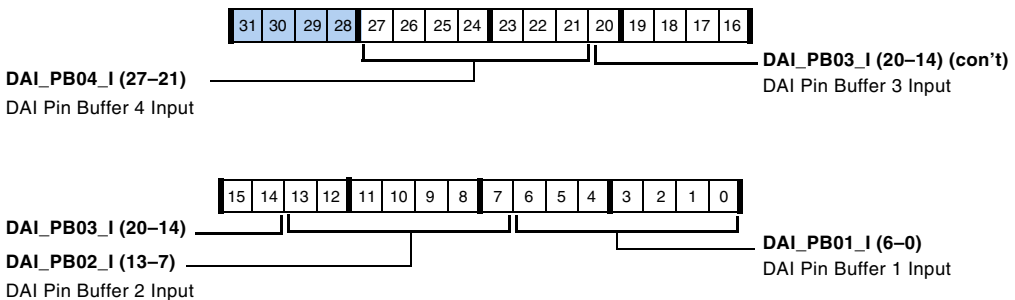 31 30 29 28 27 26 25 24 23 22 21 20 19 18 17 16
DAI_PB03_I (20–14) (con't)
DAI Pin Buffer 3 Input
DAI_PB04_I (27–21)
DAI Pin Buffer 4 Input
15 14 13 12 11 10 9 8 7 6 5 4 3 2 1 0
DAI_PB03_I (20–14)
DAI_PB02_I (13–7)
DAI Pin Buffer 2 Input
DAI_PB01_I (6–0)
DAI Pin Buffer 1 Input